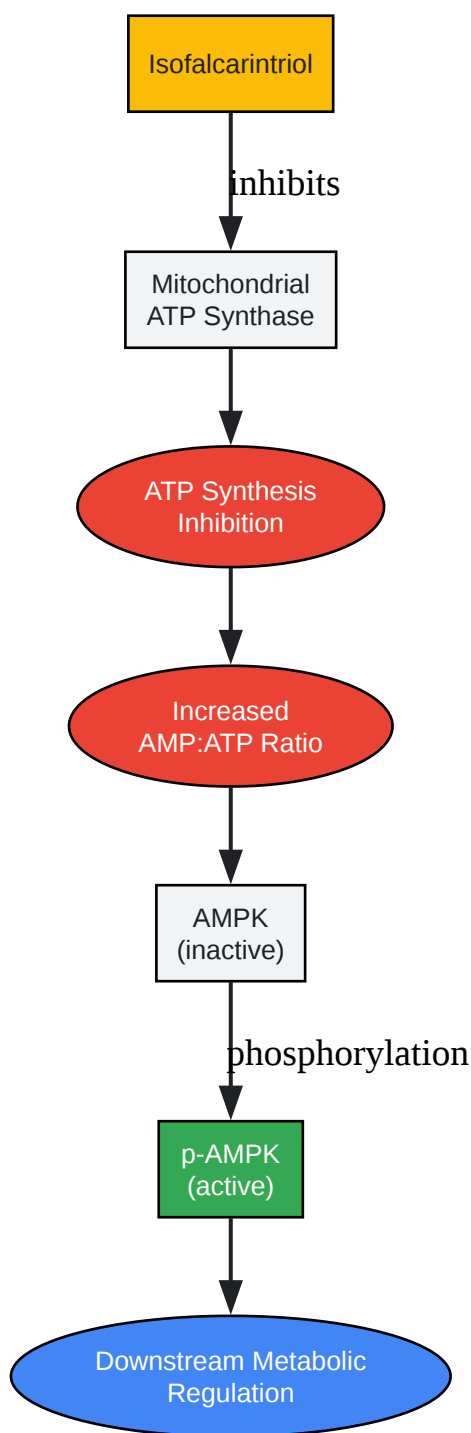 Isofalcarintriol
inhibits
Mitochondrial
ATP Synthase
ATP Synthesis
Inhibition
Increased
AMP:ATP Ratio
AMPK
(inactive)
phosphorylation
p-AMPK
(active)
Downstream Metabolic
Regulation